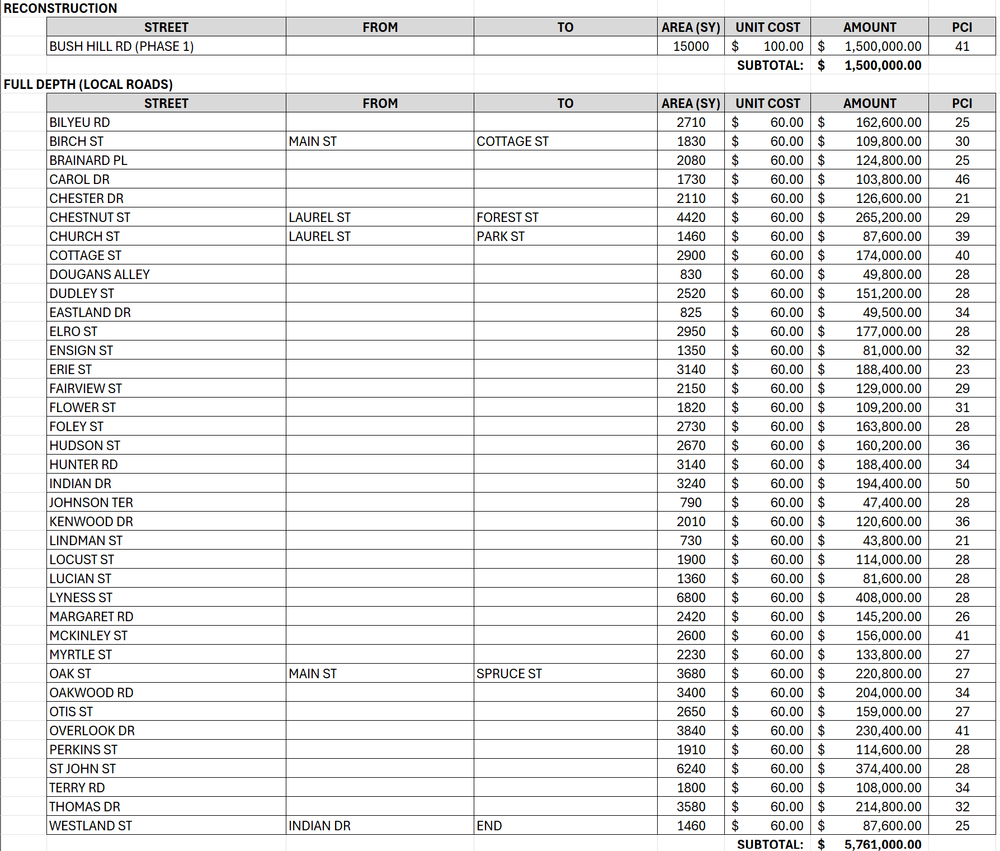 RECONSTRUCTION
STREET FROM TO AREA (SY) UNIT COST AMOUNT PCI
BUSH HILL RD (PHASE 1) 15000 $ 100.00 $ 1,500,000.00 41
SUBTOTAL: $ 1,500,000.00
FULL DEPTH (LOCAL ROADS)
STREET FROM TO AREA (SY) UNIT COST AMOUNT PCI
BILYEU RD 2710 $ 60.00 $ 162,600.00 25
BIRCH ST MAIN ST COTTAGE ST 1830 $ 60.00 $ 109,800.00 30
BRAINARD PL 2080 $ 60.00 $ 124,800.00 25
CAROL DR 1730 $ 60.00 $ 103,800.00 46
CHESTER DR 2110 $ 60.00 $ 126,600.00 21
CHESTNUT ST LAUREL ST FOREST ST 4420 $ 60.00 $ 265,200.00 29
CHURCH ST LAUREL ST PARK ST 1460 $ 60.00 $ 87,600.00 39
COTTAGE ST 2900 $ 60.00 $ 174,000.00 40
DOUGANS ALLEY 830 $ 60.00 $ 49,800.00 28
DUDLEY ST 2520 $ 60.00 $ 151,200.00 28
EASTLAND DR 825 $ 60.00 $ 49,500.00 34
ELRO ST 2950 $ 60.00 $ 177,000.00 28
ENSIGN ST 1350 $ 60.00 $ 81,000.00 32
ERIE ST 3140 $ 60.00 $ 188,400.00 23
FAIRVIEW ST 2150 $ 60.00 $ 129,000.00 29
FLOWER ST 1820 $ 60.00 $ 109,200.00 31
FOLEY ST 2730 $ 60.00 $ 163,800.00 28
HUDSON ST 2670 $ 60.00 $ 160,200.00 36
HUNTER RD 3140 $ 60.00 $ 188,400.00 34
INDIAN DR 3240 $ 60.00 $ 194,400.00 50
JOHNSON TER 790 $ 60.00 $ 47,400.00 28
KENWOOD DR 2010 $ 60.00 $ 120,600.00 36
LINDMAN ST 730 $ 60.00 $ 43,800.00 21
LOCUST ST 1900 $ 60.00 $ 114,000.00 28
LUCIAN ST 1360 $ 60.00 $ 81,600.00 28
LYNESS ST 6800 $ 60.00 $ 408,000.00 28
MARGARET RD 2420 $ 60.00 $ 145,200.00 26
MCKINLEY ST 2600 $ 60.00 $ 156,000.00 41
MYRTLE ST 2230 $ 60.00 $ 133,800.00 27
OAK ST MAIN ST SPRUCE ST 3680 $ 60.00 $ 220,800.00 27
OAKWOOD RD 3400 $ 60.00 $ 204,000.00 34
OTIS ST 2650 $ 60.00 $ 159,000.00 27
OVERLOOK DR 3840 $ 60.00 $ 230,400.00 41
PERKINS ST 1910 $ 60.00 $ 114,600.00 28
ST JOHN ST 6240 $ 60.00 $ 374,400.00 28
TERRY RD 1800 $ 60.00 $ 108,000.00 34
THOMAS DR 3580 $ 60.00 $ 214,800.00 32
WESTLAND ST INDIAN DR END 1460 $ 60.00 $ 87,600.00 25
SUBTOTAL: $ 5,761,000.00